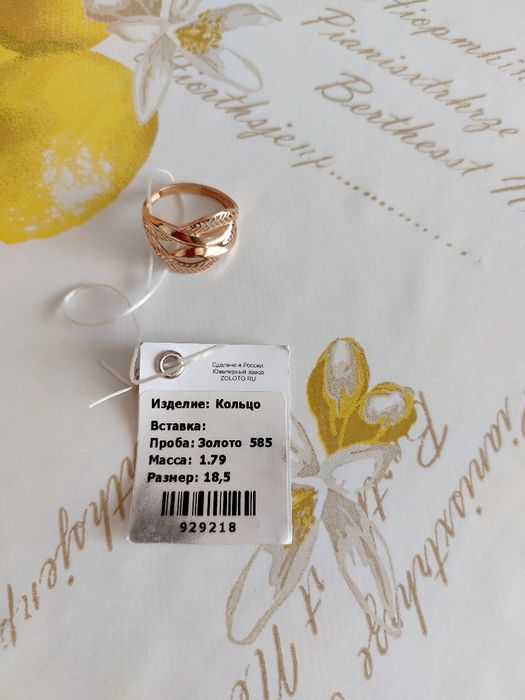 Pianisxtrhrze
Berthesst
Сделано в России
Ювелирный завод
ZOLOTO.RU
Изделие: Кольцо
Вставка:
Проба: Золото 585
Масса: 1.79
Размер: 18,5
929218